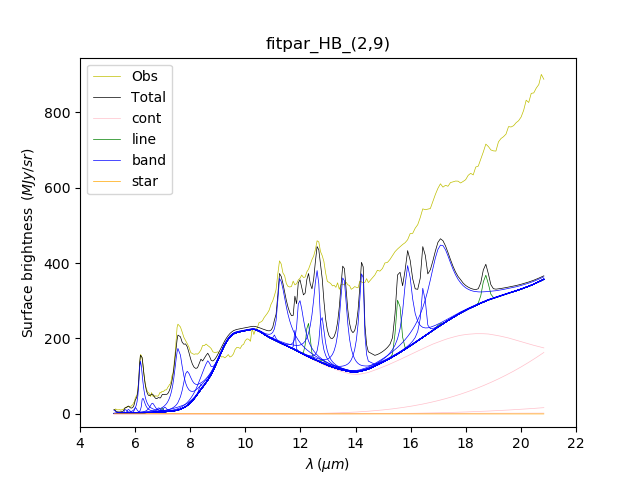 fitpar_HB_(2,9)
Surface brightness (MJy/sr)
800
600
400
200
0
Obs
Total
cont
line
band
star
4 6 8 10 12 14 16 18 20 22
λ (μm)